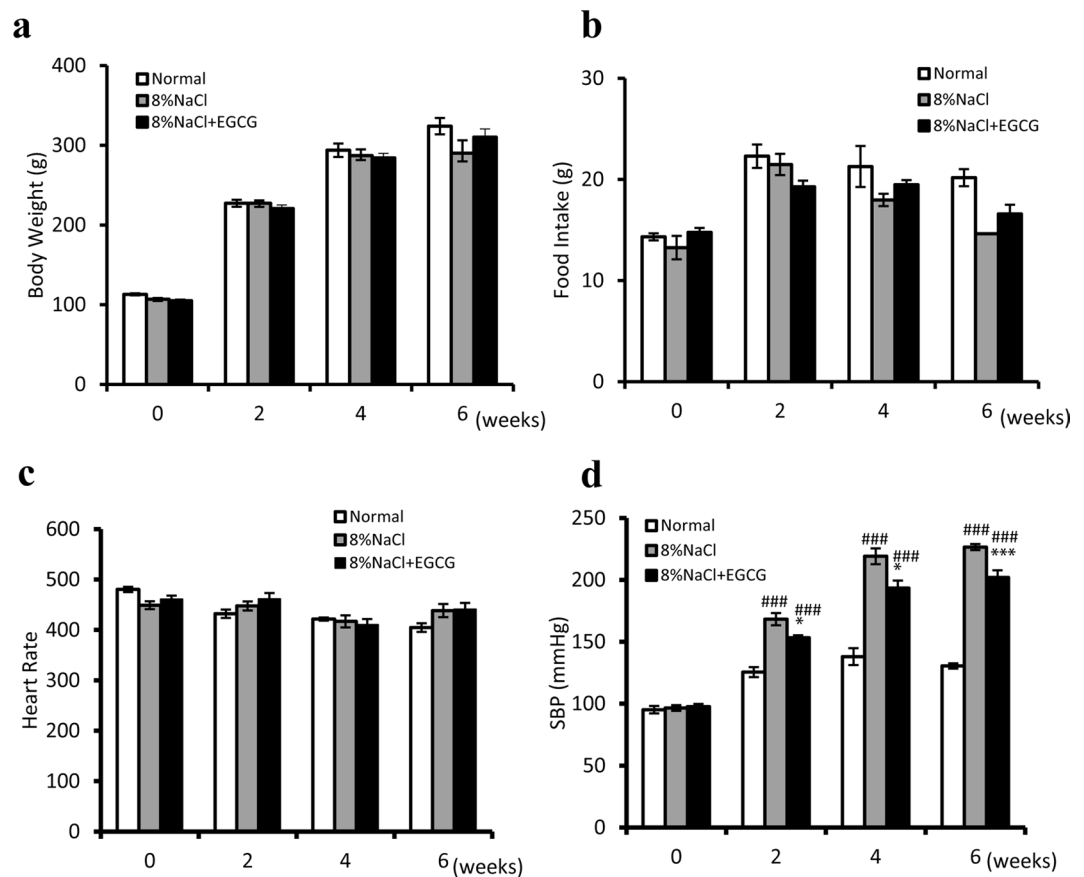 a
Body Weight (g)
400
300
200
100
0
Normal
8%NaCl
8%NaCl+EGCG
0 2 4 6 (weeks)
b
Food Intake (g)
30
20
10
0
Normal
8%NaCl
8%NaCl+EGCG
0 2 4 6 (weeks)
c
Heart Rate
600
500
400
300
200
100
0
Normal
8%NaCl
8%NaCl+EGCG
0 2 4 6 (weeks)
d
SBP (mmHg)
250
200
150
100
50
0
Normal
8%NaCl
8%NaCl+EGCG
###
###
*
###
###
*
###
###
***
0 2 4 6 (weeks)